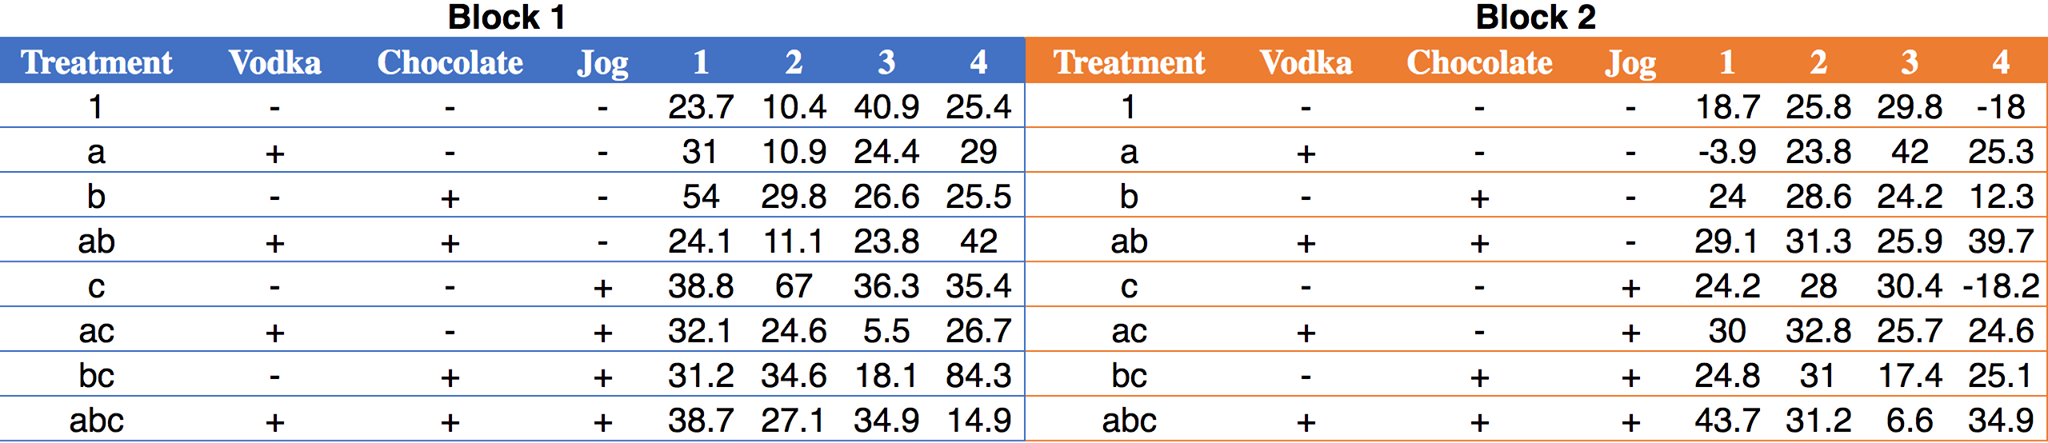 Block 1 Block 2
Treatment Vodka Chocolate Jog 1 2 3 4 Treatment Vodka Chocolate Jog 1 2 3 4
1 - - - 23.7 10.4 40.9 25.4 1 - - - 18.7 25.8 29.8 -18
a + - - 31 10.9 24.4 29 a + - - -3.9 23.8 42 25.3
b - + - 54 29.8 26.6 25.5 b - + - 24 28.6 24.2 12.3
ab + + - 24.1 11.1 23.8 42 ab + + - 29.1 31.3 25.9 39.7
c - - + 38.8 67 36.3 35.4 c - - + 24.2 28 30.4 -18.2
ac + - + 32.1 24.6 5.5 26.7 ac + - + 30 32.8 25.7 24.6
bc - + + 31.2 34.6 18.1 84.3 bc - + + 24.8 31 17.4 25.1
abc + + + 38.7 27.1 34.9 14.9 abc + + + 43.7 31.2 6.6 34.9